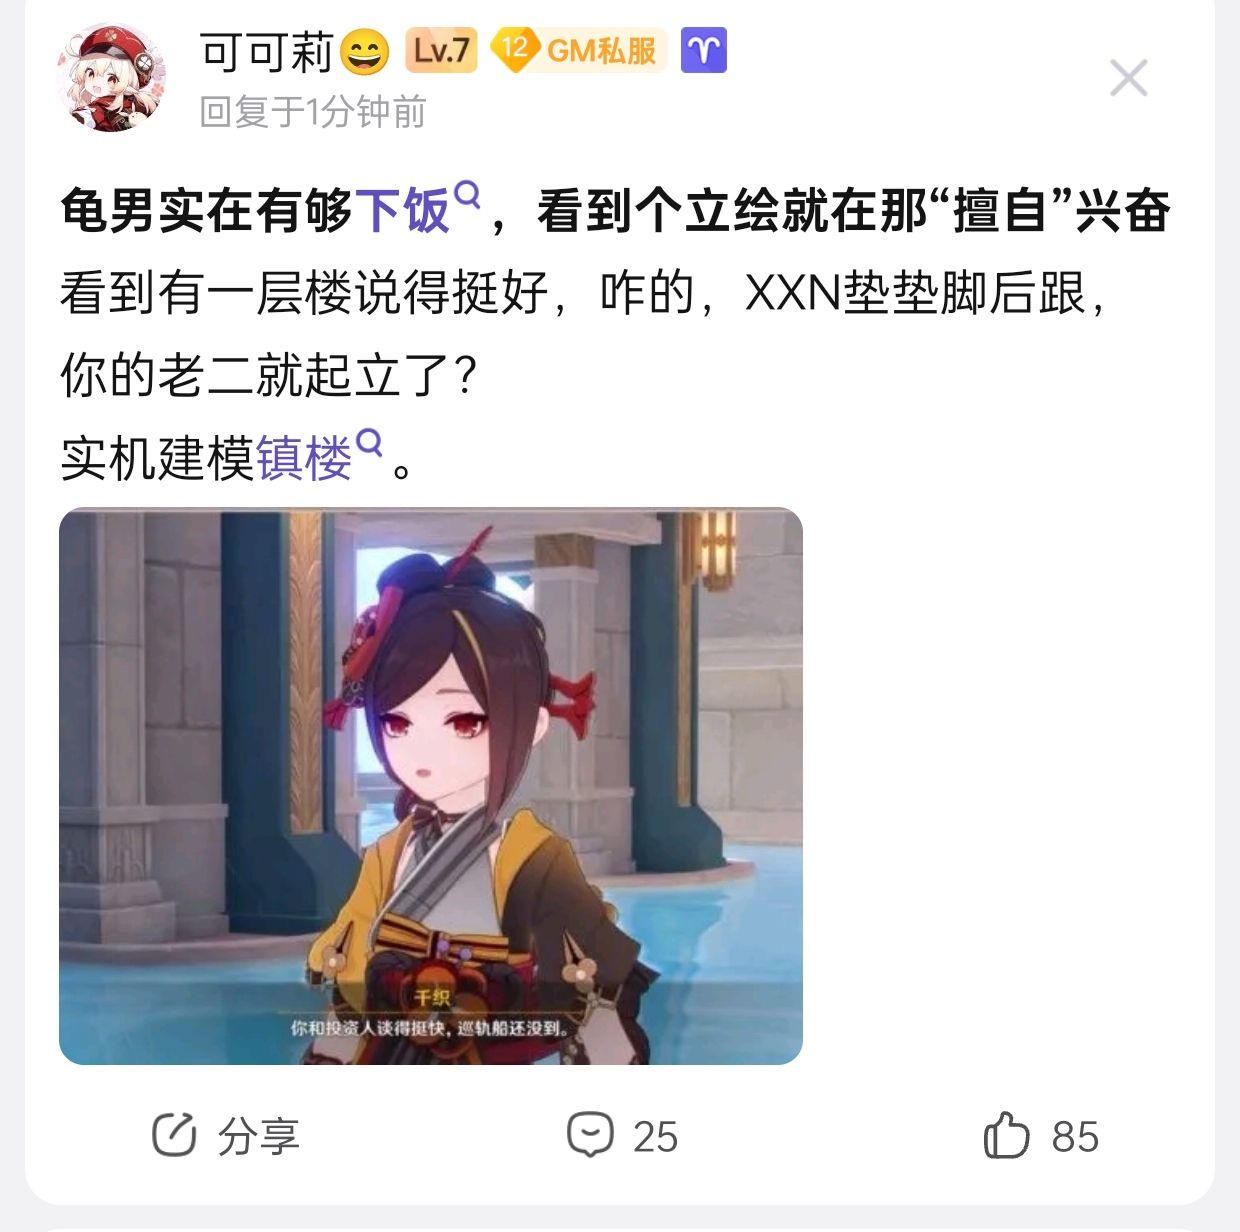 可可莉😄 Lv.7 12 GM私服
回复于1分钟前
龟男实在有够下饭，看到个立绘就在那“擅自”兴奋
看到有一层楼说得挺好，咋的，XXN垫垫脚后跟，
你的老二就起立了？
实机建模镇楼。
千织
你和投资人谈得挺快，巡轨船还没到。
分享 25 85